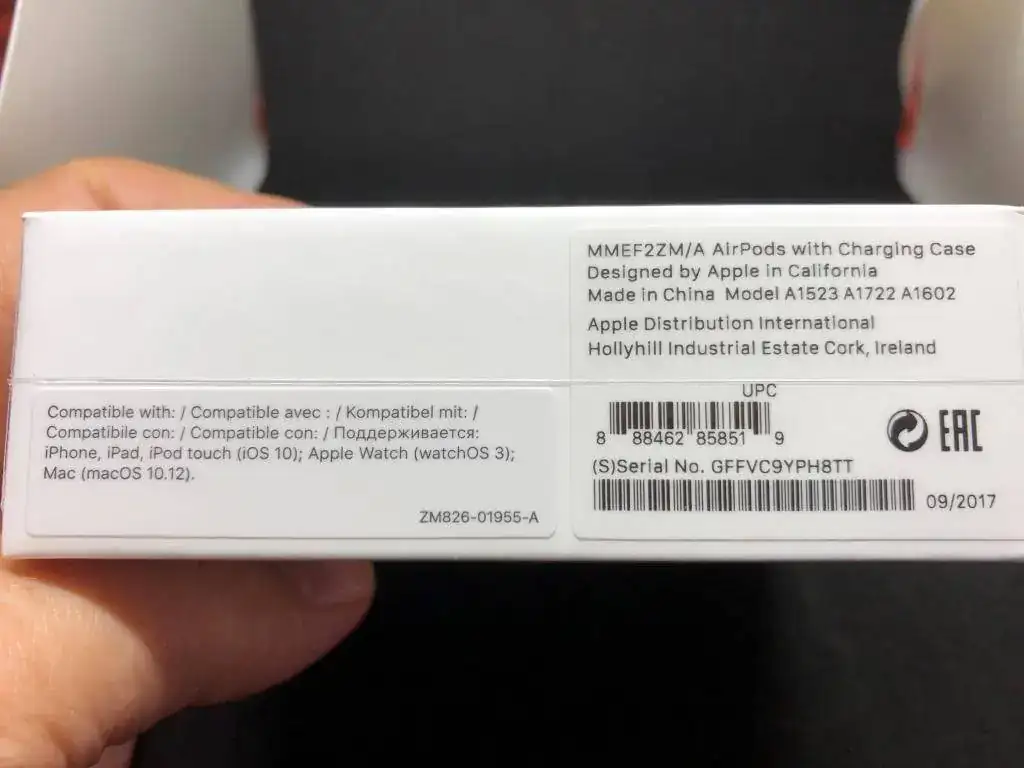 MMEF2ZM/A AirPods with Charging Case
Designed by Apple in California
Made in China Model A1523 A1722 A1602
Apple Distribution International
Hollyhill Industrial Estate Cork, Ireland
Compatible with: / Compatible avec : / Kompatibel mit: /
Compatibile con: / Compatible con: / Поддерживается:
iPhone, iPad, iPod touch (iOS 10); Apple Watch (watchOS 3);
Mac (macOS 10.12).
ZM826-01955-A
UPC
8 88462 85851 9
EAC
(S)Serial No. GFFVC9YPH8TT
09/2017